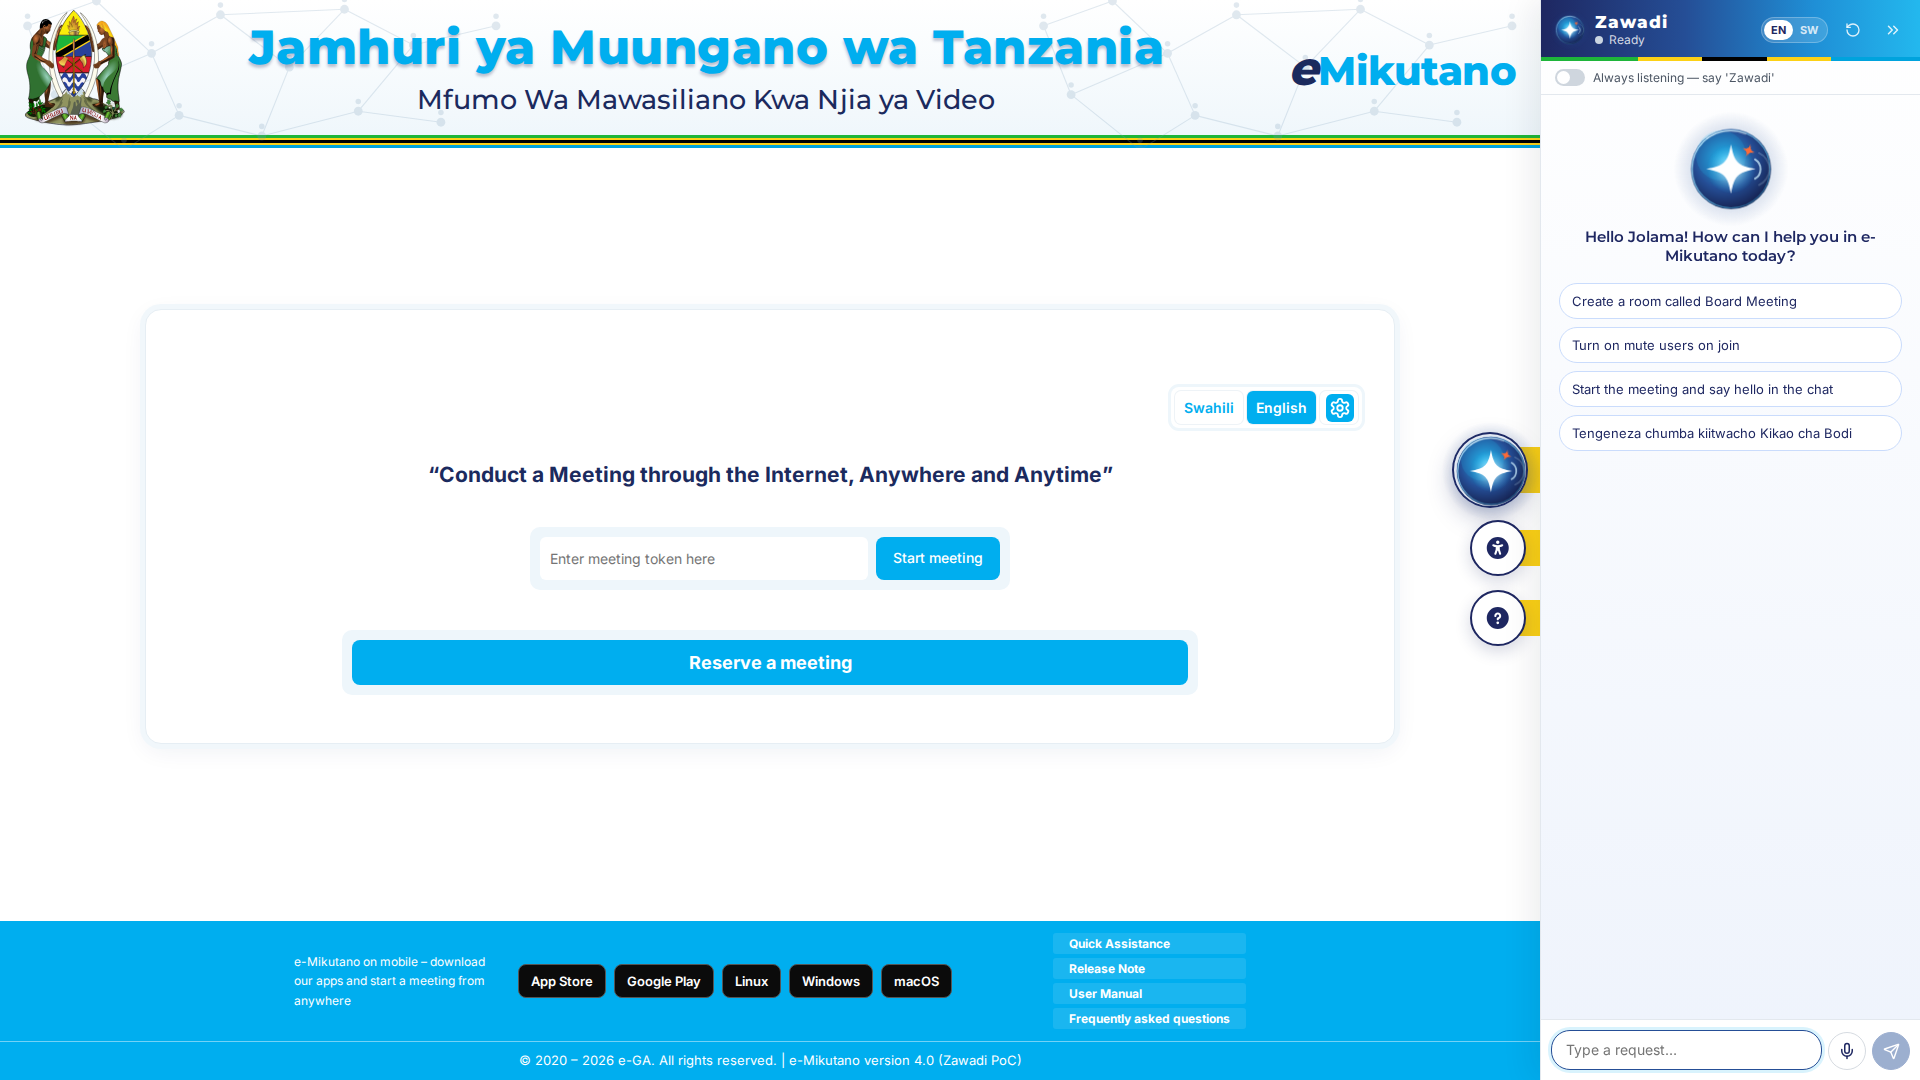 Jamhuri ya Muungano wa Tanzania
Mfumo Wa Mawasiliano Kwa Njia ya Video
eMikutano
Swahili
English
“Conduct a Meeting through the Internet, Anywhere and Anytime”
Enter meeting token here
Start meeting
Reserve a meeting
e-Mikutano on mobile – download
our apps and start a meeting from
anywhere
App Store
Google Play
Linux
Windows
macOS
Quick Assistance
Release Note
User Manual
Frequently asked questions
© 2020 – 2026 e-GA. All rights reserved. | e-Mikutano version 4.0 (Zawadi PoC)
Zawadi
Ready
EN
SW
Always listening — say 'Zawadi'
Hello Jolama! How can I help you in e-
Mikutano today?
Create a room called Board Meeting
Turn on mute users on join
Start the meeting and say hello in the chat
Tengeneza chumba kiitwacho Kikao cha Bodi
Type a request...